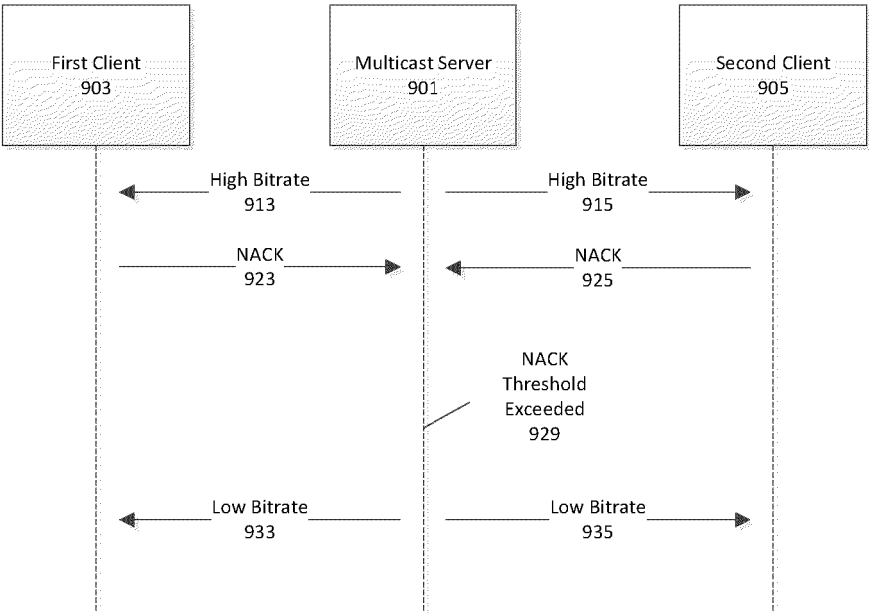 First Client
903
Multicast Server
901
Second Client
905
High Bitrate
913
High Bitrate
915
NACK
923
NACK
925
NACK
Threshold
Exceeded
929
Low Bitrate
933
Low Bitrate
935